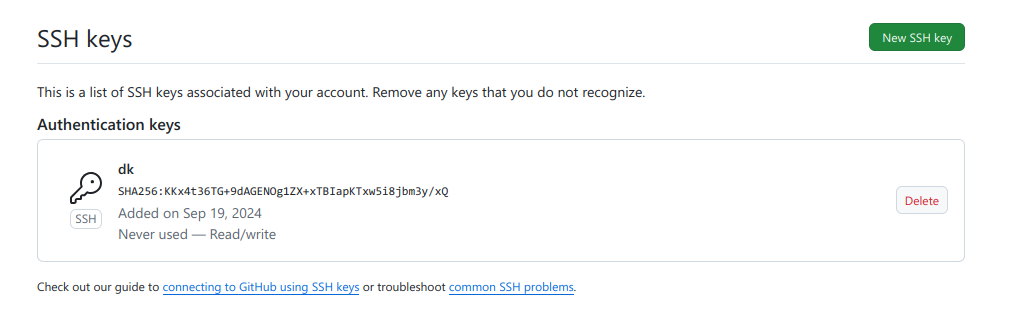 SSH keys
New SSH key
This is a list of SSH keys associated with your account. Remove any keys that you do not recognize.
Authentication keys
dk
SHA256:KKx4t36TG+9dAGENOg1ZX+xTBIapKTxw5i8jbm3y/xQ
SSH
Added on Sep 19, 2024
Never used — Read/write
Delete
Check out our guide to connecting to GitHub using SSH keys or troubleshoot common SSH problems.